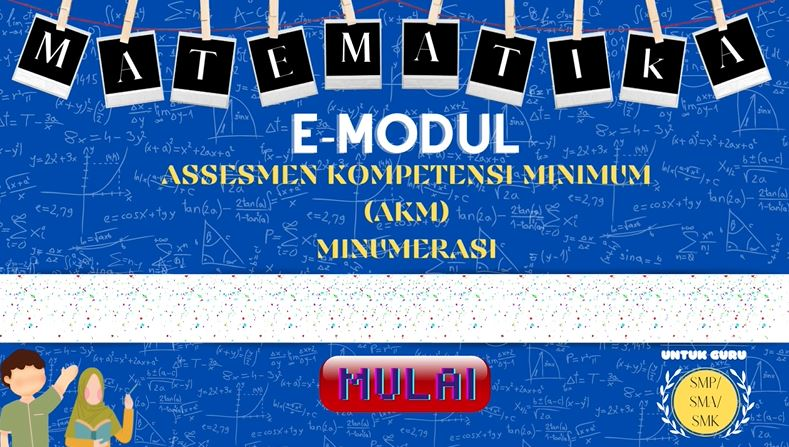 MATEMATIKA
E-MODUL
ASSESMEN KOMPETENSI MINIMUM
(AKM)
MINUMERASI
MULAI
UNTUK GURU
SMP/
SMA/
SMK